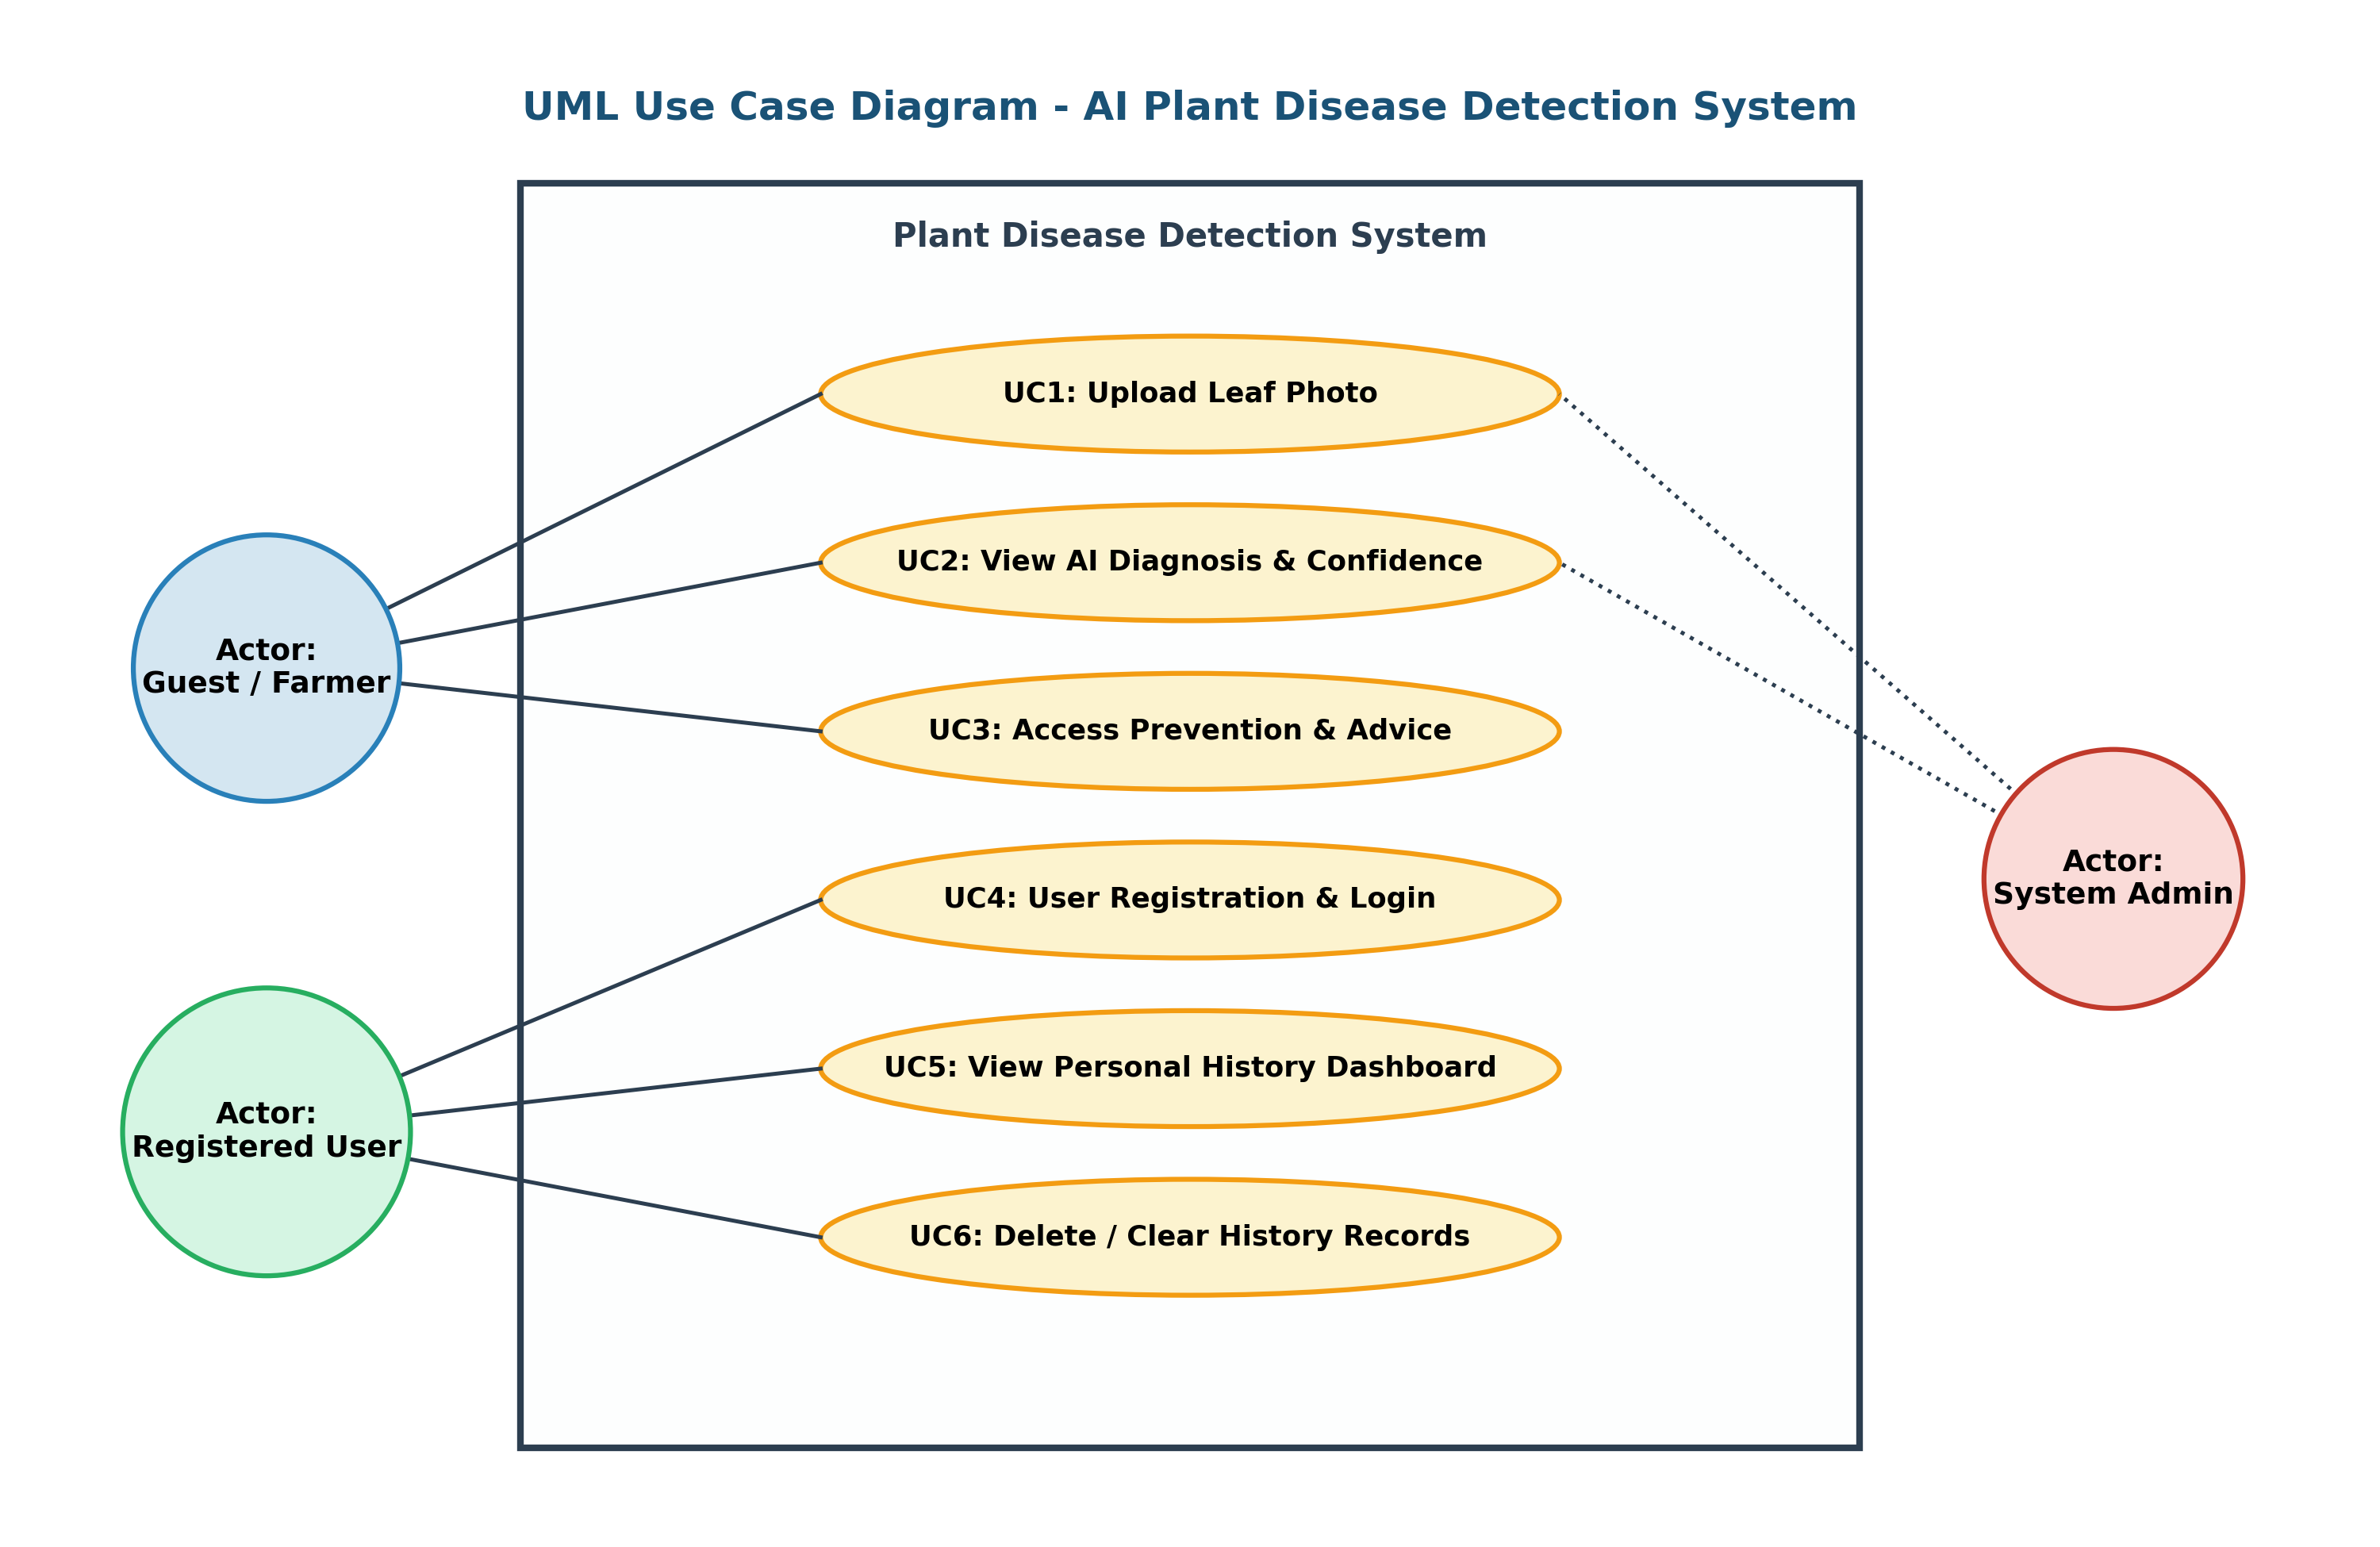 UML Use Case Diagram - AI Plant Disease Detection System
Plant Disease Detection System
UC1: Upload Leaf Photo
UC2: View AI Diagnosis & Confidence
Actor:
Guest / Farmer
UC3: Access Prevention & Advice
UC4: User Registration & Login
Actor:
System Admin
UC5: View Personal History Dashboard
Actor:
Registered User
UC6: Delete / Clear History Records